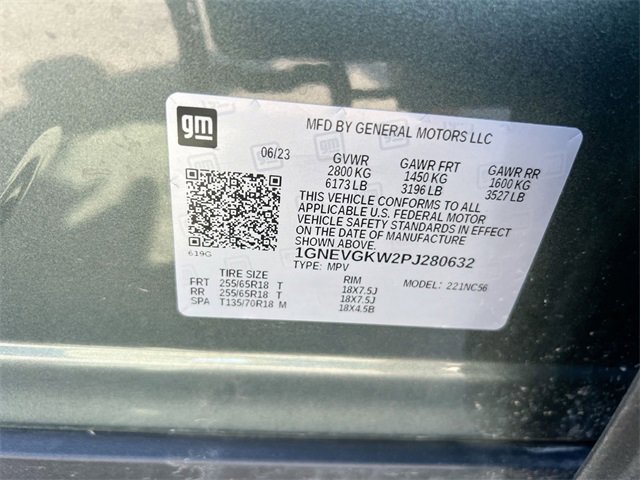 gm
MFD BY GENERAL MOTORS LLC
06/23 GVWR GAWR FRT GAWR RR
2800 KG 1450 KG 1600 KG
6173 LB 3196 LB 3527 LB
THIS VEHICLE CONFORMS TO ALL
APPLICABLE U.S. FEDERAL MOTOR
VEHICLE SAFETY STANDARDS IN EFFECT
ON THE DATE OF MANUFACTURE
SHOWN ABOVE.
619G
1GNEVGKW2PJ280632
TYPE: MPV MODEL: 221NC56
TIRE SIZE RIM
FRT 255/65R18 T 18X7.5J
RR 255/65R18 T 18X7.5J
SPA T135/70R18 M 18X4.5B